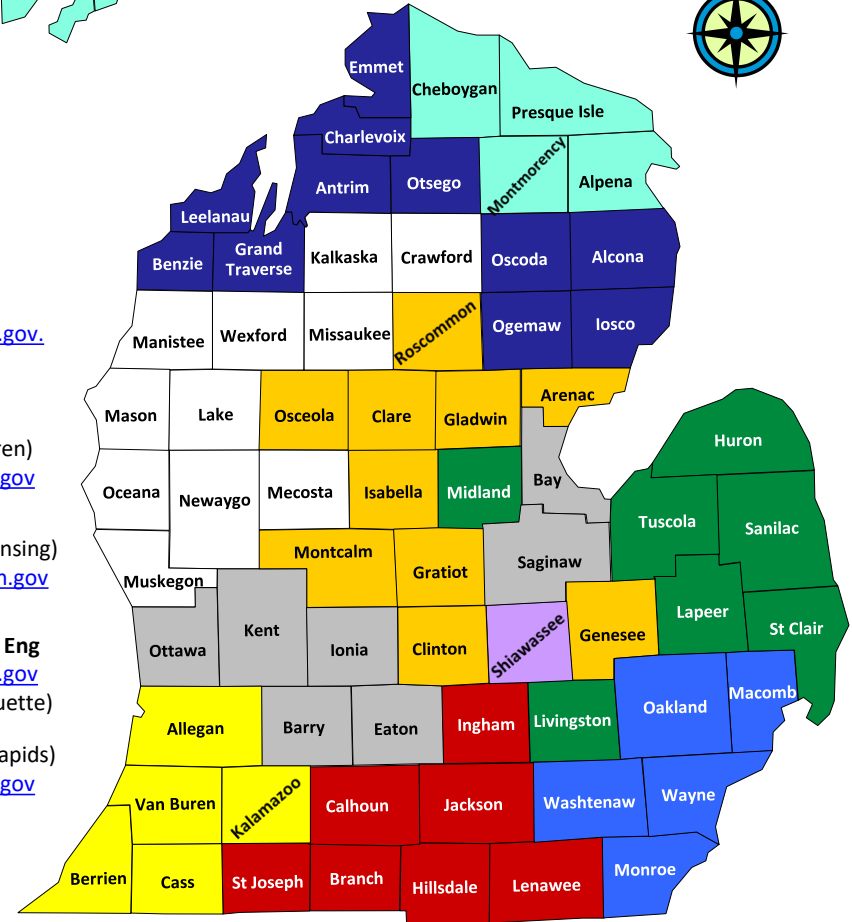 Emmet
Cheboygan
Presque Isle
Charlevoix
Montmorency
Antrim
Otsego
Alpena
Leelanau
Benzie
Grand
Traverse
Kalkaska
Crawford
Oscoda
Alcona
.gov.
Manistee
Wexford
Missaukee
Roscommon
Ogemaw
Iosco
Mason
Lake
Osceola
Clare
Gladwin
Arenac
ren)
gov
Huron
Oceana
Newaygo
Mecosta
Isabella
Midland
Bay
Tuscola
Sanilac
nsing)
n.gov
Muskegon
Montcalm
Gratiot
Saginaw
Lapeer
St Clair
Eng
.gov
uette)
Ottawa
Kent
Ionia
Clinton
Shiawassee
Genesee
Oakland
Macomb
apids)
gov
Allegan
Barry
Eaton
Ingham
Livingston
Van Buren
Kalamazoo
Calhoun
Jackson
Washtenaw
Wayne
Berrien
Cass
St Joseph
Branch
Hillsdale
Lenawee
Monroe